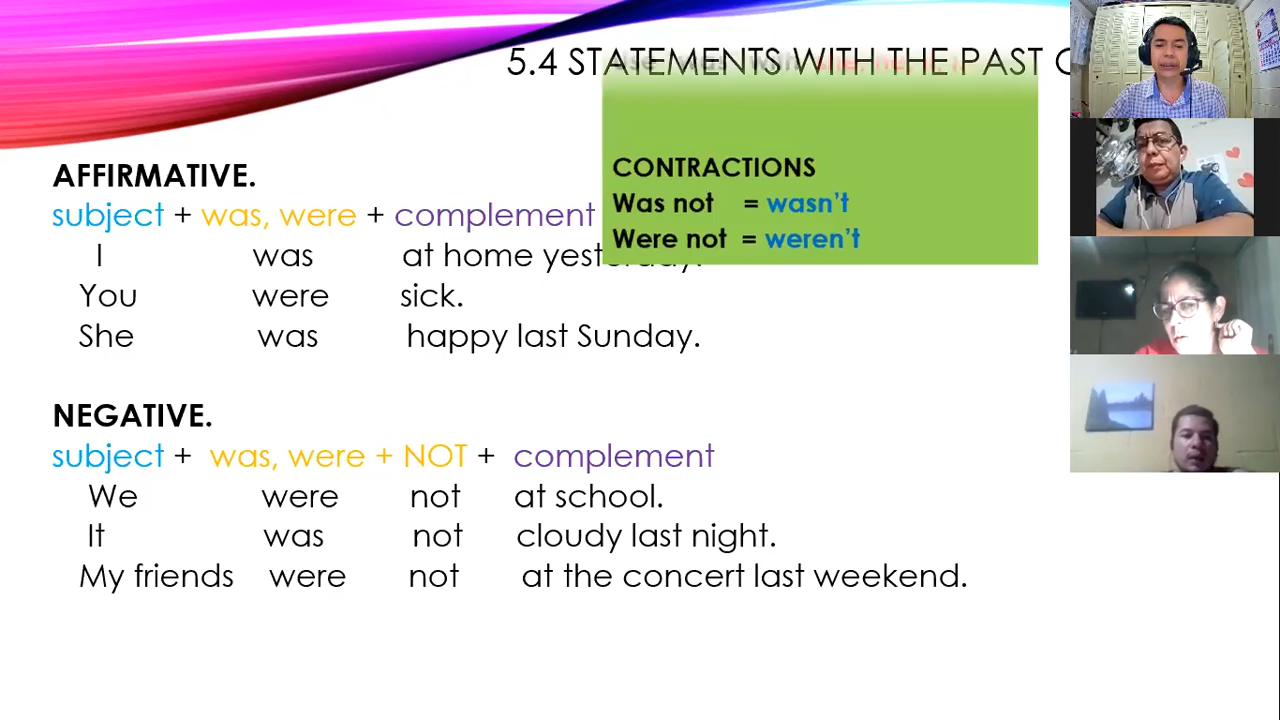 5.4 STATEMENTS WITH THE PAST
CONTRACTIONS
Was not = wasn't
Were not = weren't
AFFIRMATIVE.
subject + was, were + complement
I was at home yesterday.
You were sick.
She was happy last Sunday.
NEGATIVE.
subject + was, were + NOT + complement
We were not at school.
It was not cloudy last night.
My friends were not at the concert last weekend.